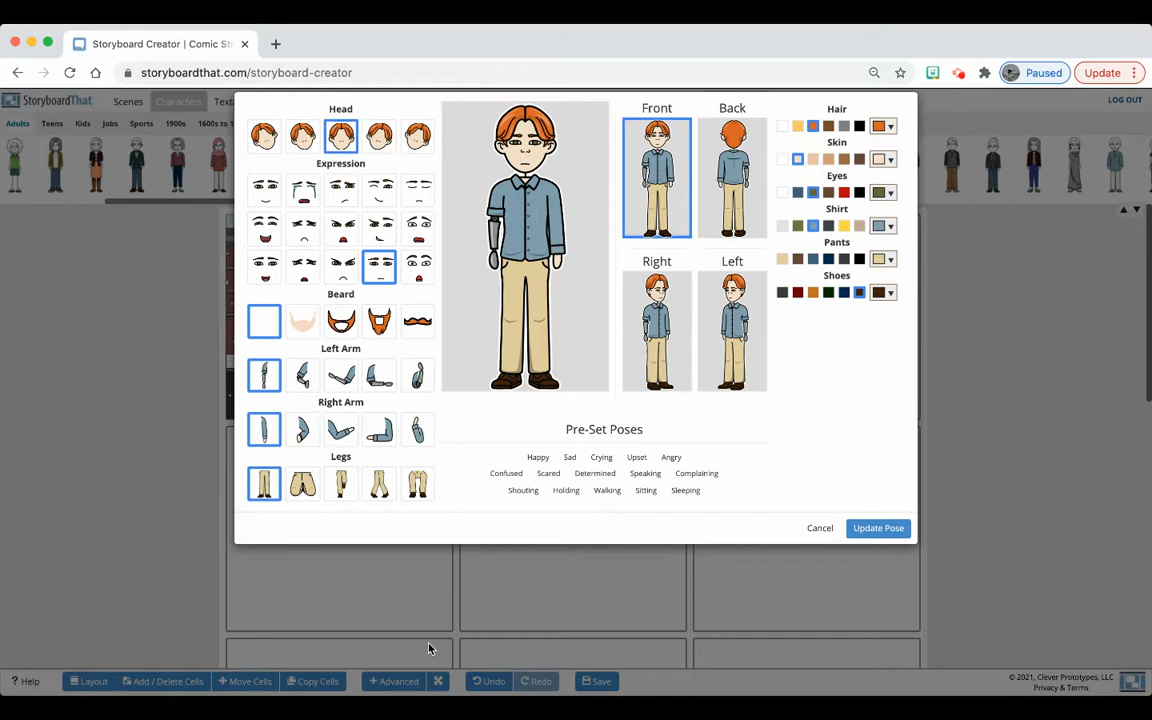 Storyboard Creator | Comic St
storyboardthat.com/storyboard-creator
Paused
Update
StoryboardThat
Scenes
Characters
Text
LOG OUT
Adults
Teens
Kids
Jobs
Sports
1900s
1600s to 1
Head
Expression
Beard
Left Arm
Right Arm
Legs
Front
Back
Right
Left
Hair
Skin
Eyes
Shirt
Pants
Shoes
Pre-Set Poses
Happy Sad Crying Upset Angry
Confused Scared Determined Speaking Complaining
Shouting Holding Walking Sitting Sleeping
Cancel
Update Pose
? Help
Layout
Add / Delete Cells
Move Cells
Copy Cells
+ Advanced
Undo
Redo
Save
© 2021, Clever Prototypes, LLC
Privacy & Terms